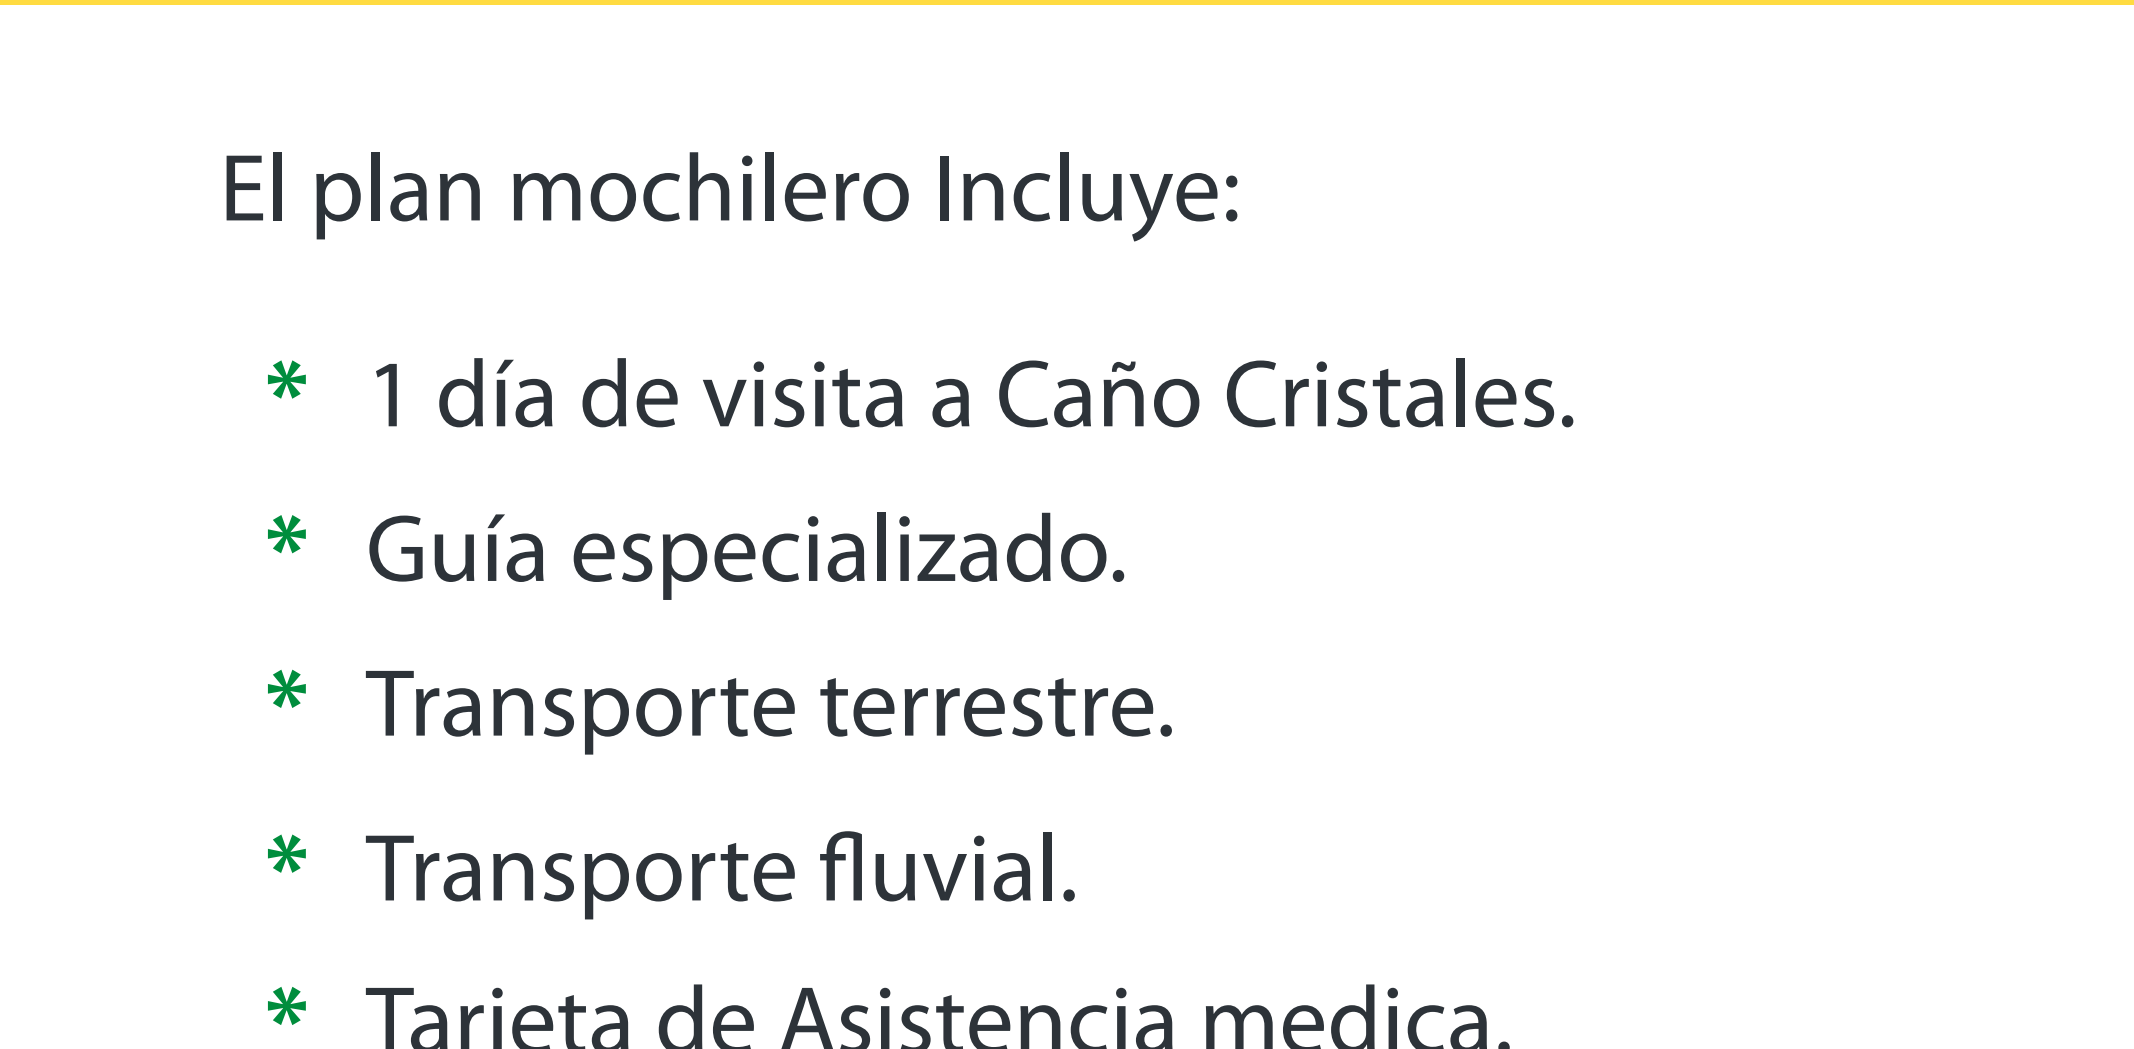 El plan mochilero Incluye:
* 1 día de visita a Caño Cristales.
* Guía especializado.
* Transporte terrestre.
* Transporte fluvial.
* Tarjeta de Asistencia medica.